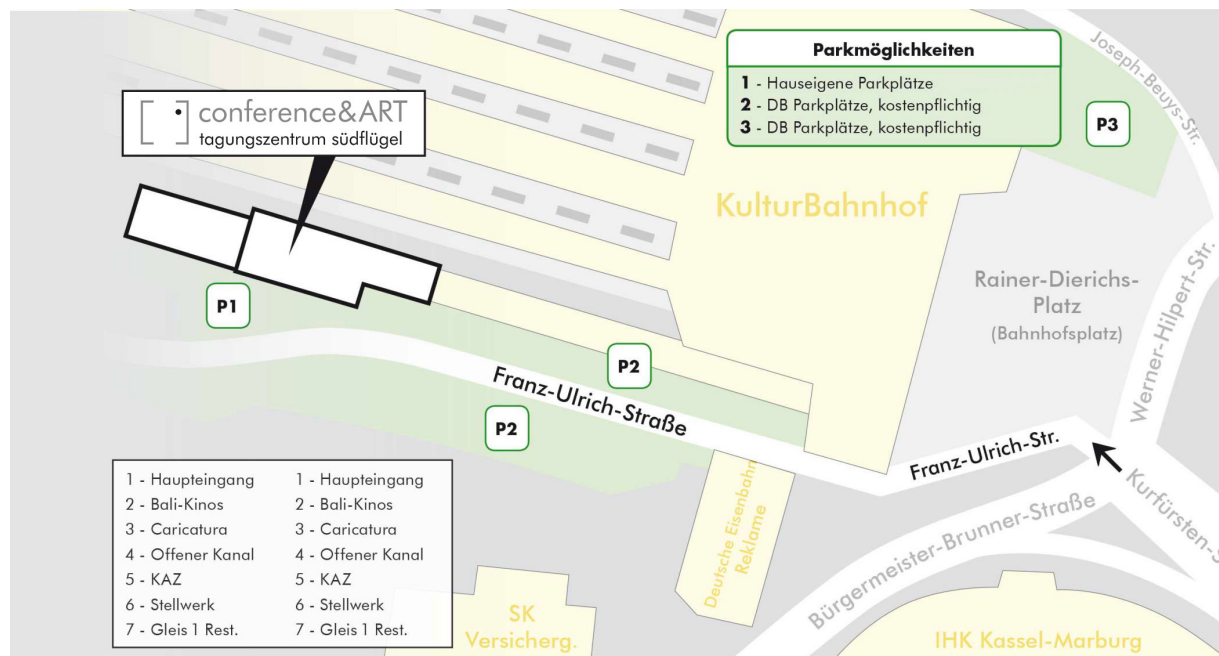 Parkmöglichkeiten
1 - Hauseigene Parkplätze
2 - DB Parkplätze, kostenpflichtig
3 - DB Parkplätze, kostenpflichtig
Joseph-Beuys-Str.
P3
conference&ART
tagungszentrum südflügel
KulturBahnhof
Rainer-Dierichs-
Platz
(Bahnhofsplatz)
Werner-Hilpert-Str.
P1
P2
Franz-Ulrich-Straße
P2
Franz-Ulrich-Str.
Kurfürsten-S
Bürgermeister-Brunner-Straße
Deutsche Eisenbahn
Reklame
1 - Haupteingang
2 - Bali-Kinos
3 - Caricatura
4 - Offener Kanal
5 - KAZ
6 - Stellwerk
7 - Gleis 1 Rest.
1 - Haupteingang
2 - Bali-Kinos
3 - Caricatura
4 - Offener Kanal
5 - KAZ
6 - Stellwerk
7 - Gleis 1 Rest.
SK
Versicherg.
IHK Kassel-Marburg